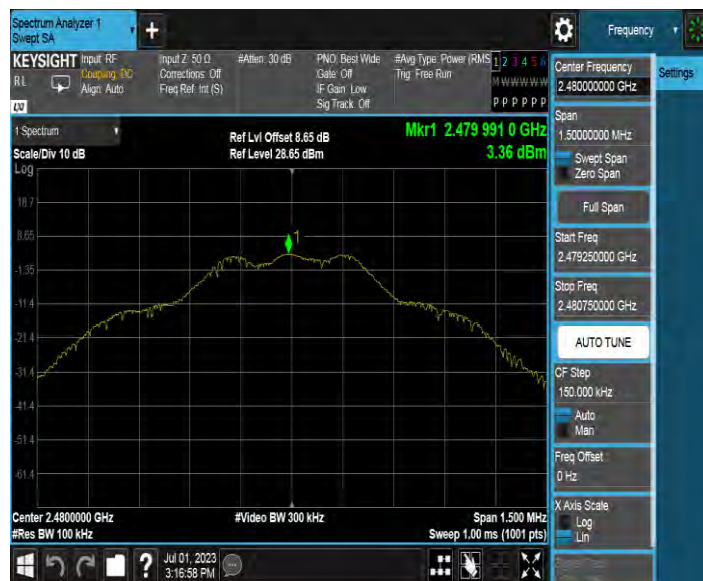 Spectrum Analyzer 1
Swept SA
Frequency
KEYSIGHT
RL
Input: RF
Coupling: DC
Align: Auto
Input Z: 50 Ω
Corrections: Off
Freq Ref: Int (S)
#Atten: 30 dB
PNO: Best Wide
Gate: Off
IF Gain: Low
Sig Track: Off
#Avg Type: Power (RMS
Trig: Free Run
1 2 3 4 5 6
M W W W W W
P P P P P P
1 Spectrum
Scale/Div 10 dB
Log
Ref Lvl Offset 8.65 dB
Ref Level 28.65 dBm
Mkr1 2.479 991 0 GHz
3.36 dBm
18.7
8.65
-1.35
-11.4
-21.4
-31.4
-41.4
-51.4
-61.4
1
Center 2.4800000 GHz
#Res BW 100 kHz
#Video BW 300 kHz
Span 1.500 MHz
Sweep 1.00 ms (1001 pts)
Center Frequency
2.480000000 GHz
Settings
Span
1.50000000 MHz
Swept Span
Zero Span
Full Span
Start Freq
2.479250000 GHz
Stop Freq
2.480750000 GHz
AUTO TUNE
CF Step
150.000 kHz
Auto
Man
Freq Offset
0 Hz
X Axis Scale
Log
Lin
Jul 01, 2023
3:16:58 PM